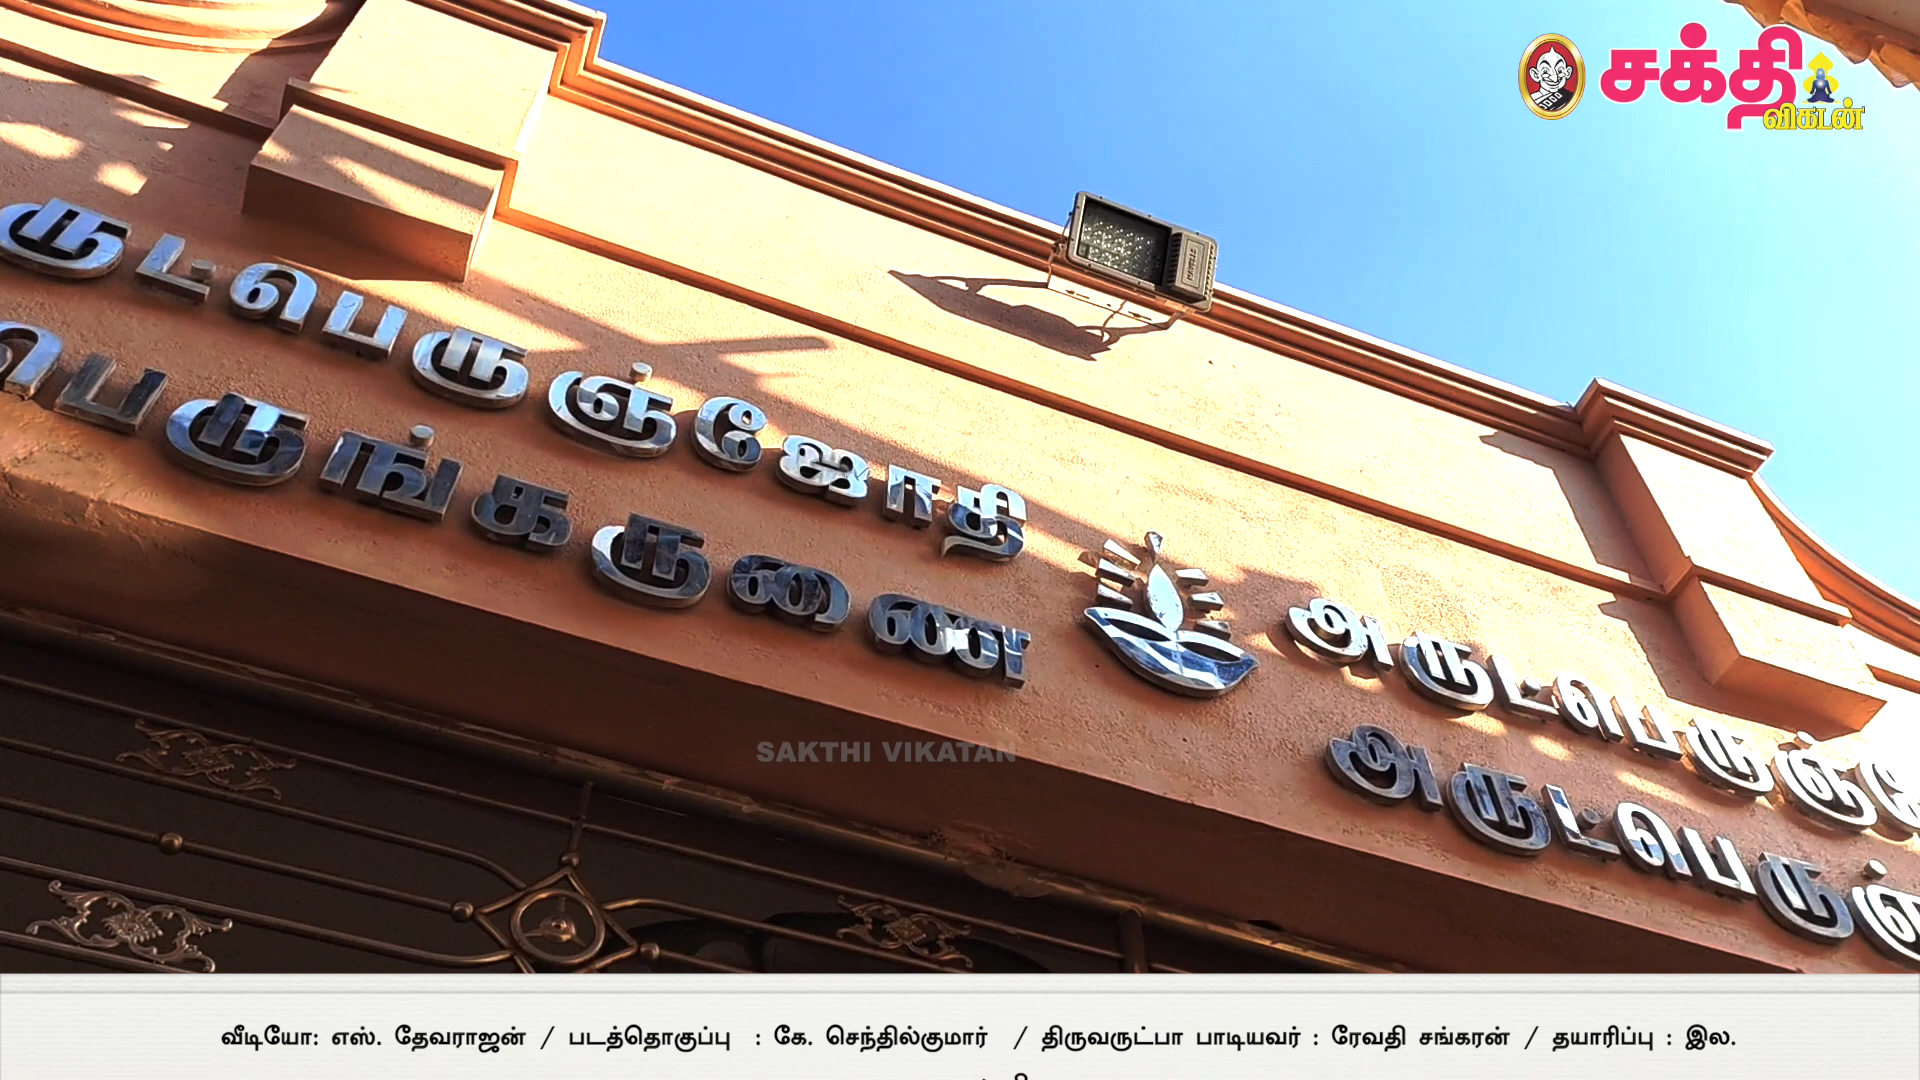 சக்தி
விகடன்
ருட்பெருஞ்ஜோதி
பெருங்கருணை
அருட்பெருஞ்
அருட்பெருஞ்
SAKTHI VIKATAN
வீடியோ: எஸ். தேவராஜன் / படத்தொகுப்பு : கே. செந்தில்குமார் / திருவருட்பா பாடியவர் : ரேவதி சங்கரன் / தயாரிப்பு : இல.